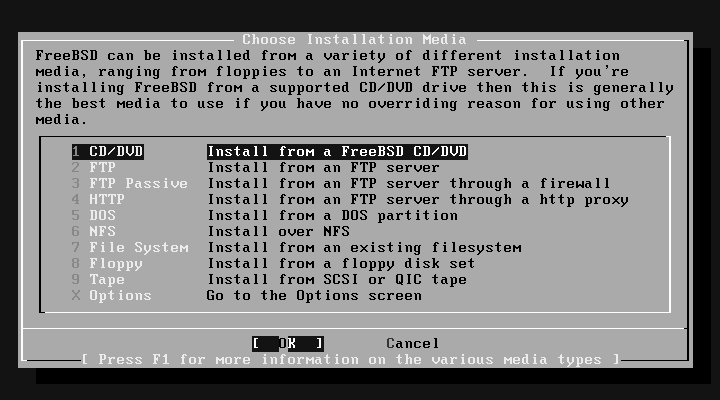 Choose Installation Media
FreeBSD can be installed from a variety of different installation
media, ranging from floppies to an Internet FTP server.  If you're
installing FreeBSD from a supported CD/DVD drive then this is generally
the best media to use if you have no overriding reason for using other
media.
1 CD/DVD Install from a FreeBSD CD/DVD
2 FTP Install from an FTP server
3 FTP Passive Install from an FTP server through a firewall
4 HTTP Install from an FTP server through a http proxy
5 DOS Install from a DOS partition
6 NFS Install over NFS
7 File System Install from an existing filesystem
8 Floppy Install from a floppy disk set
9 Tape Install from SCSI or QIC tape
X Options Go to the Options screen
[ OK ] Cancel
[ Press F1 for more information on the various media types ]